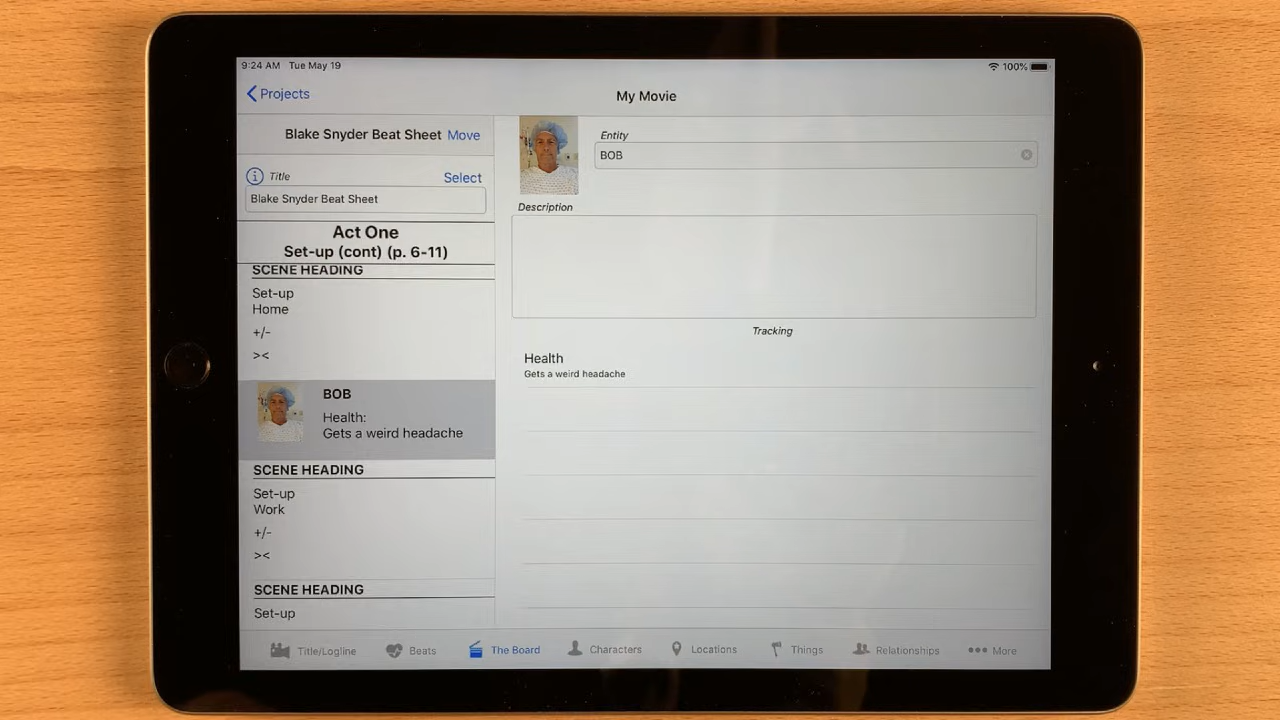 9:24 AM Tue May 19
100%
Projects
My Movie
Blake Snyder Beat Sheet Move
Title
Select
Blake Snyder Beat Sheet
Act One
Set-up (cont) (p. 6-11)
SCENE HEADING
Set-up
Home
+/-
><
BOB
Health:
Gets a weird headache
SCENE HEADING
Set-up
Work
+/-
><
SCENE HEADING
Set-up
Entity
BOB
Description
Tracking
Health
Gets a weird headache
Title/Logline Beats The Board Characters Locations Things Relationships More